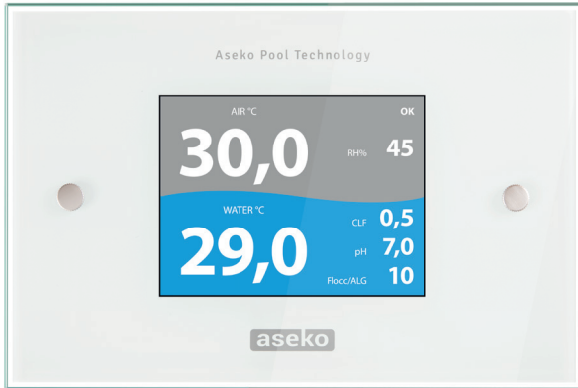 Aseko Pool Technology
AIR °C
OK
30,0
RH% 45
WATER °C
29,0
CLF 0,5
pH 7,0
Flocc/ALG 10
aseko